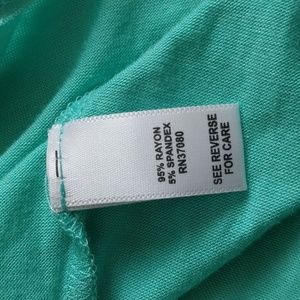 95% RAYON
5% SPANDEX
RN37080
SEE REVERSE
FOR CARE